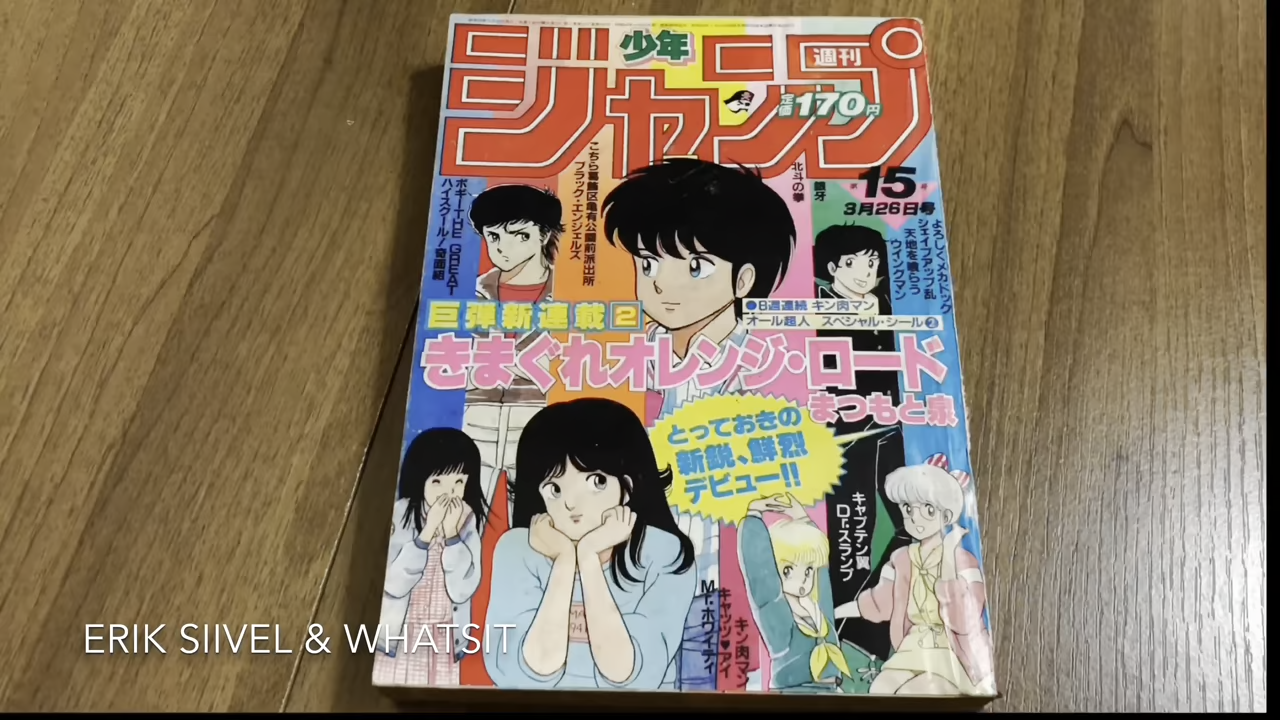 少年
週刊
ジャンプ
定価170円
15
3月26日号
こちら葛飾区亀有公園前派出所
ブラック・エンジェルズ
北斗の拳
銀牙
ボギーTHE GREAT
ハイスクール!奇面組
よろしくメカドック
シェイプアップ乱
天地を喰らう
ウイングマン
●8週連続 キン肉マン
オール超人 スペシャル・シール②
巨弾新連載2
きまぐれオレンジ・ロード
まつもと泉
とっておきの
新鋭、鮮烈
デビュー!!
キャプテン翼
Dr.スランプ
キン肉マン
キャッツ♥アイ
Mr.ホワイティ
ERIK SIIVEL & WHATSIT